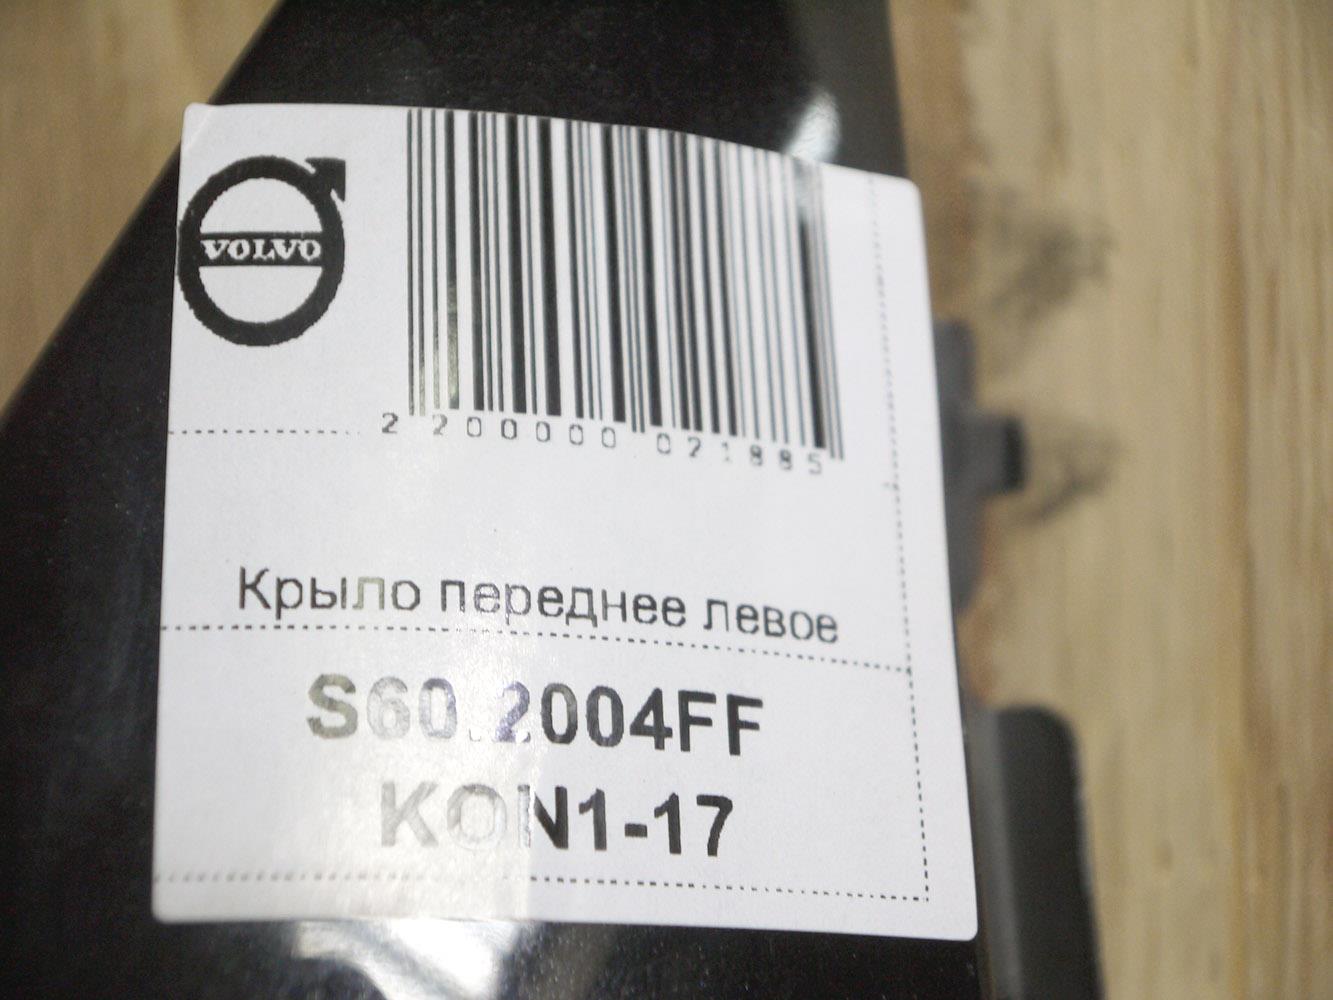 VOLVO
2 200000 021885
Крыло переднее левое
S60.2004FF
KON1-17